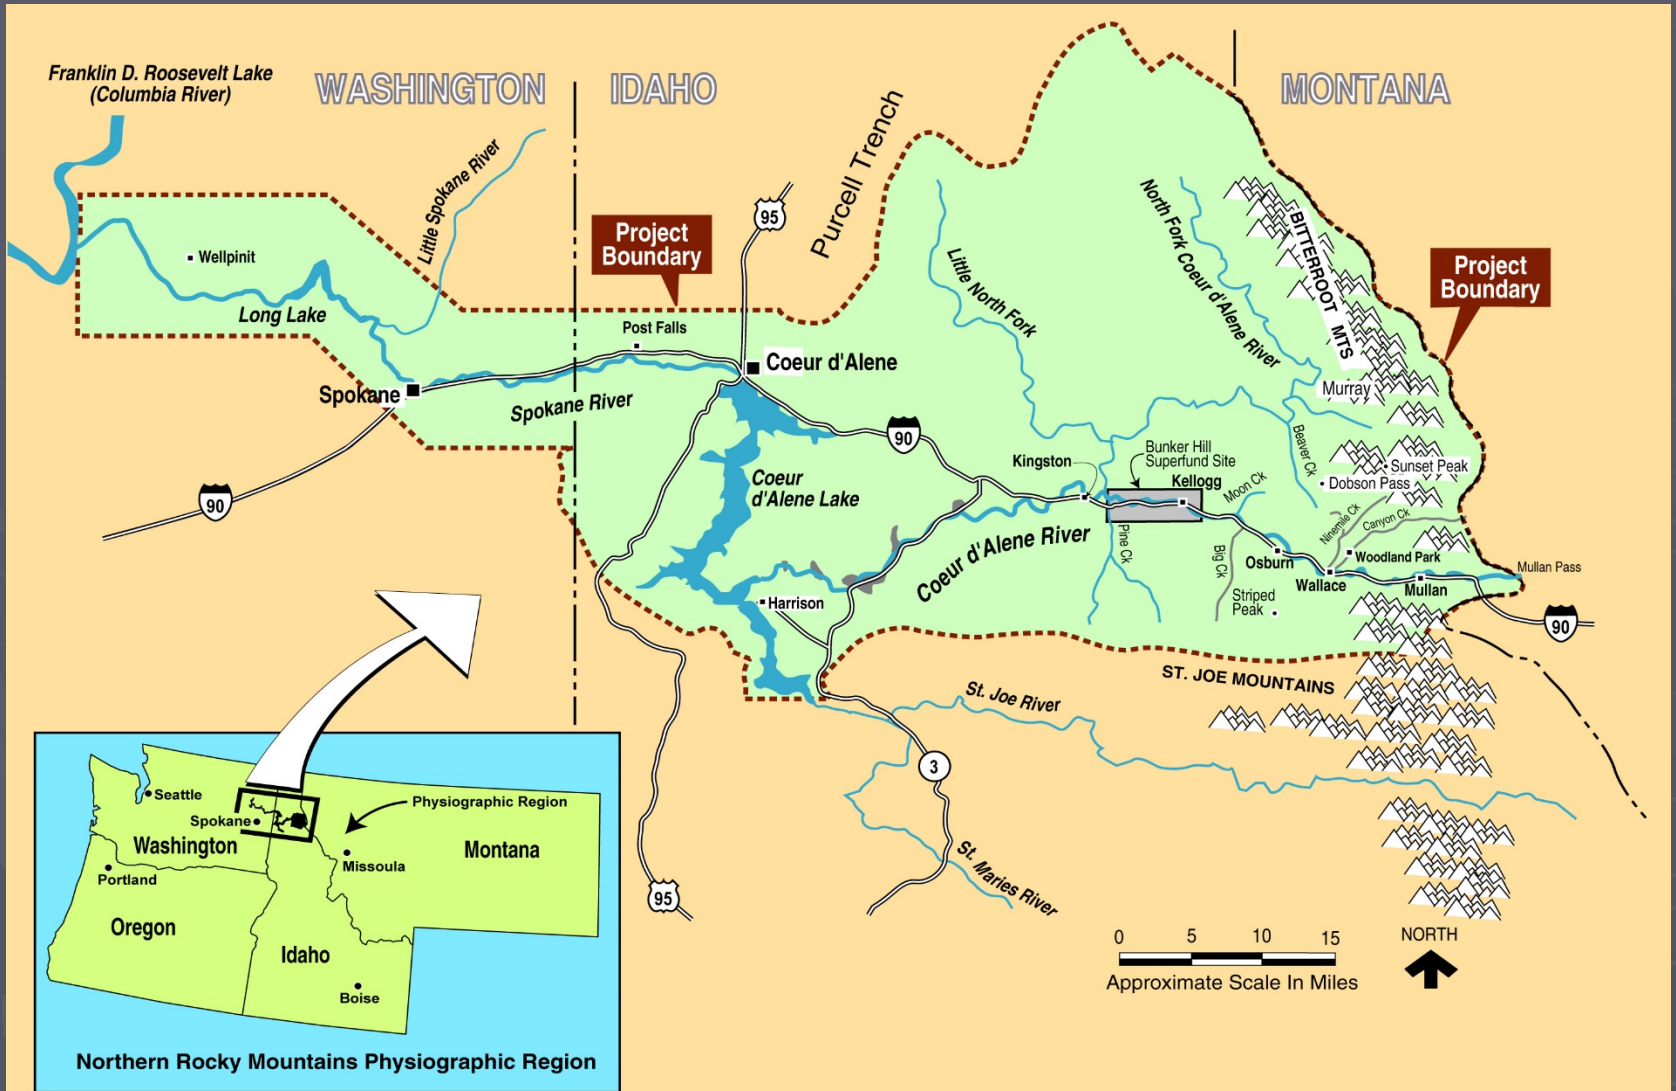 Franklin D. Roosevelt Lake
(Columbia River)
WASHINGTON
IDAHO
MONTANA
Little Spokane River
Purcell Trench
95
Project
Boundary
Wellpinit
Long Lake
Post Falls
Coeur d'Alene
Spokane
Spokane River
90
90
Coeur
d'Alene Lake
Little North Fork
North Fork Coeur d'Alene River
BITTERROOT MTS
Project
Boundary
Murray
Beaver Ck
Sunset Peak
Dobson Pass
Kingston
Bunker Hill
Superfund Site
Kellogg
Moon Ck
Ninemile Ck
Canyon Ck
Coeur d'Alene River
Pine Ck
Big Ck
Osburn
Woodland Park
Wallace
Mullan
Mullan Pass
Striped
Peak
Harrison
90
ST. JOE MOUNTAINS
St. Joe River
3
St. Maries River
95
Seattle
Spokane
Physiographic Region
Washington
Montana
Missoula
Portland
Oregon
Idaho
Boise
Northern Rocky Mountains Physiographic Region
0 5 10 15
Approximate Scale In Miles
NORTH